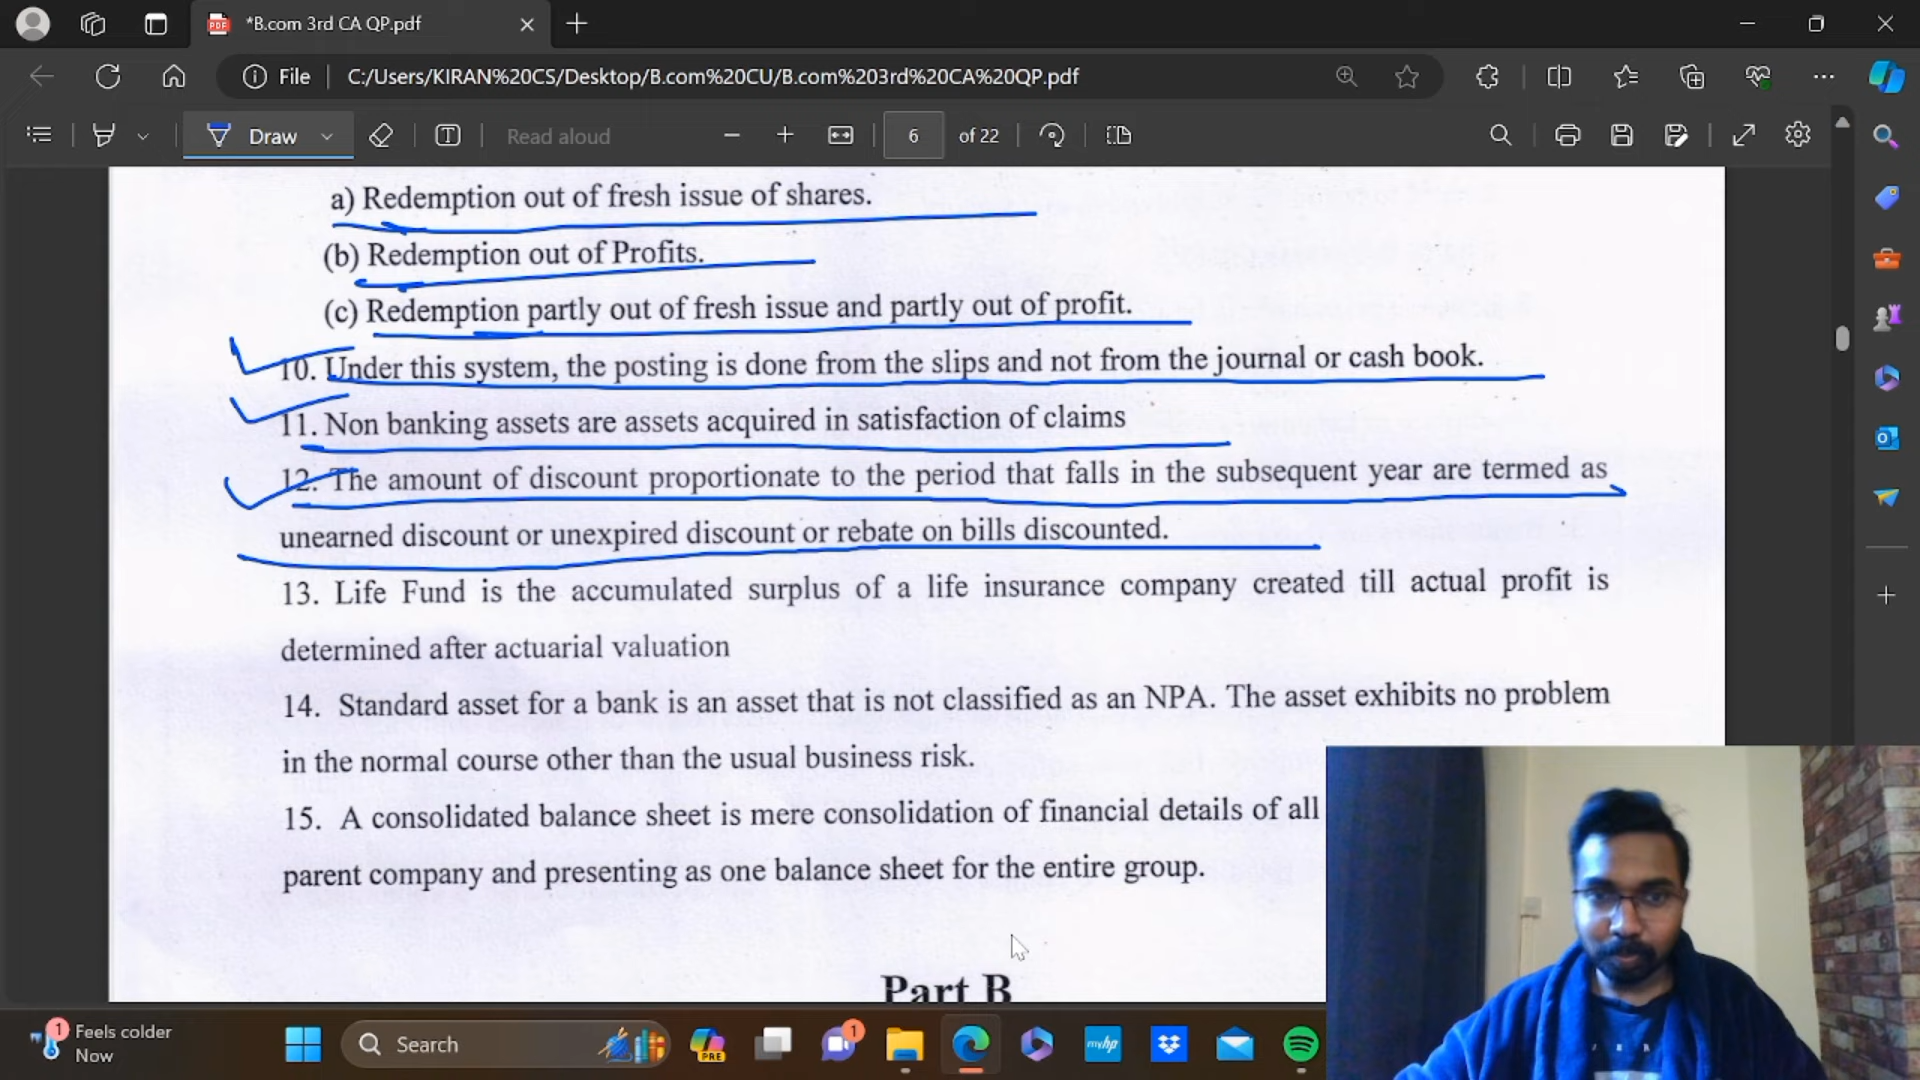 *B.com 3rd CA QP.pdf
File
C:/Users/KIRAN%20CS/Desktop/B.com%20CU/B.com%203rd%20CA%20QP.pdf
Draw
Read aloud
6 of 22
a) Redemption out of fresh issue of shares.
(b) Redemption out of Profits.
(c) Redemption partly out of fresh issue and partly out of profit.
10. Under this system, the posting is done from the slips and not from the journal or cash book.
11. Non banking assets are assets acquired in satisfaction of claims
12. The amount of discount proportionate to the period that falls in the subsequent year are termed as
unearned discount or unexpired discount or rebate on bills discounted.
13. Life Fund is the accumulated surplus of a life insurance company created till actual profit is
determined after actuarial valuation
14. Standard asset for a bank is an asset that is not classified as an NPA. The asset exhibits no problem
in the normal course other than the usual business risk.
15. A consolidated balance sheet is mere consolidation of financial details of all
parent company and presenting as one balance sheet for the entire group.
Part B
1
Feels colder
Now
Search
PRE
1
myhp